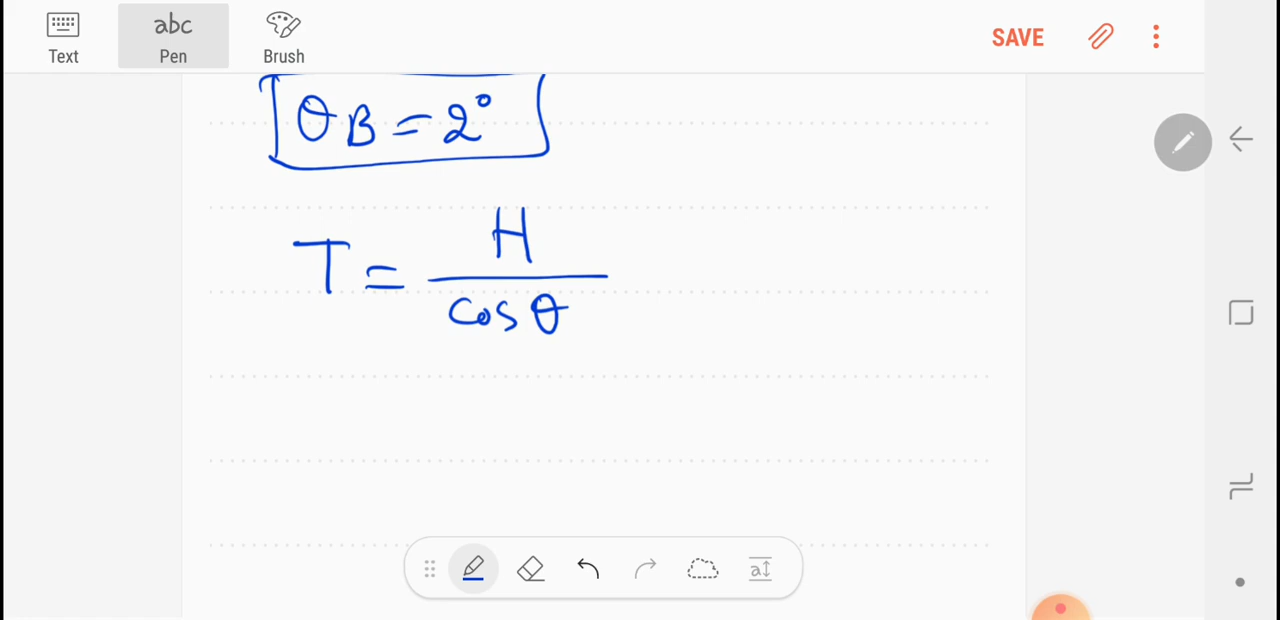 Text
abc
Pen
Brush
SAVE
θB = 2°
T = H / cos θ
a